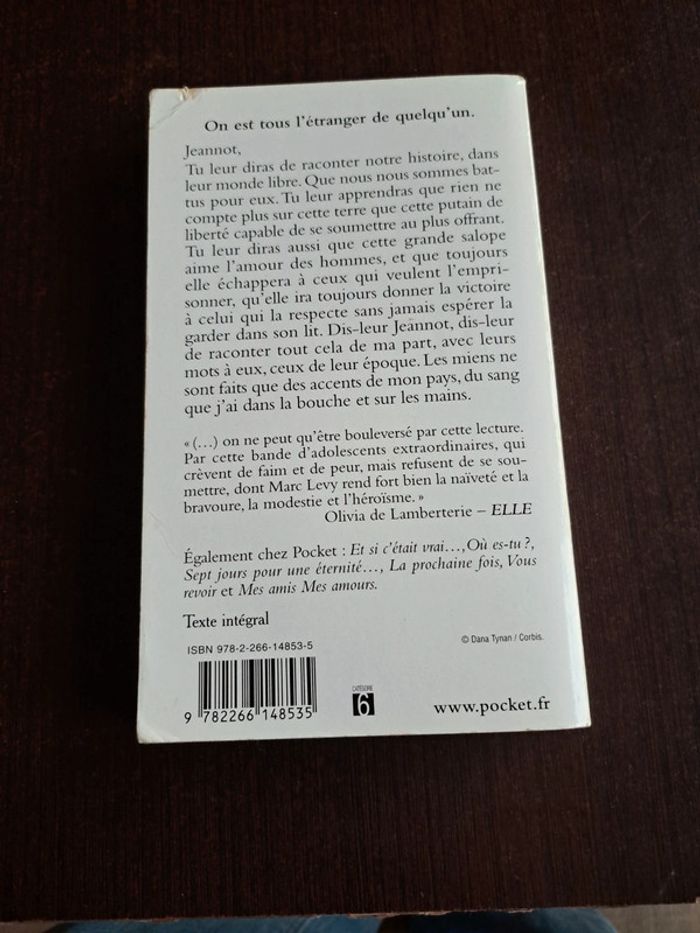 On est tous l'étranger de quelqu'un.
Jeannot,
Tu leur diras de raconter notre histoire, dans
leur monde libre. Que nous nous sommes bat-
tus pour eux. Tu leur apprendras que rien ne
compte plus sur cette terre que cette putain de
liberté capable de se soumettre au plus offrant.
Tu leur diras aussi que cette grande salope
aime l'amour des hommes, et que toujours
elle échappera à ceux qui veulent l'empri-
sonner, qu'elle ira toujours donner la victoire
à celui qui la respecte sans jamais espérer la
garder dans son lit. Dis-leur Jeannot, dis-leur
de raconter tout cela de ma part, avec leurs
mots à eux, ceux de leur époque. Les miens ne
sont faits que des accents de mon pays, du sang
que j'ai dans la bouche et sur les mains.
« (...) on ne peut qu'être bouleversé par cette lecture.
Par cette bande d'adolescents extraordinaires, qui
crèvent de faim et de peur, mais refusent de se sou-
mettre, dont Marc Levy rend fort bien la naïveté et la
bravoure, la modestie et l'héroïsme. »
Olivia de Lamberterie – ELLE
Également chez Pocket : Et si c'était vrai..., Où es-tu ?,
Sept jours pour une éternité..., La prochaine fois, Vous
revoir et Mes amis Mes amours.
Texte intégral
ISBN 978-2-266-14853-5
© Dana Tynan / Corbis.
CATÉGORIE
6
9 782266 148535
www.pocket.fr